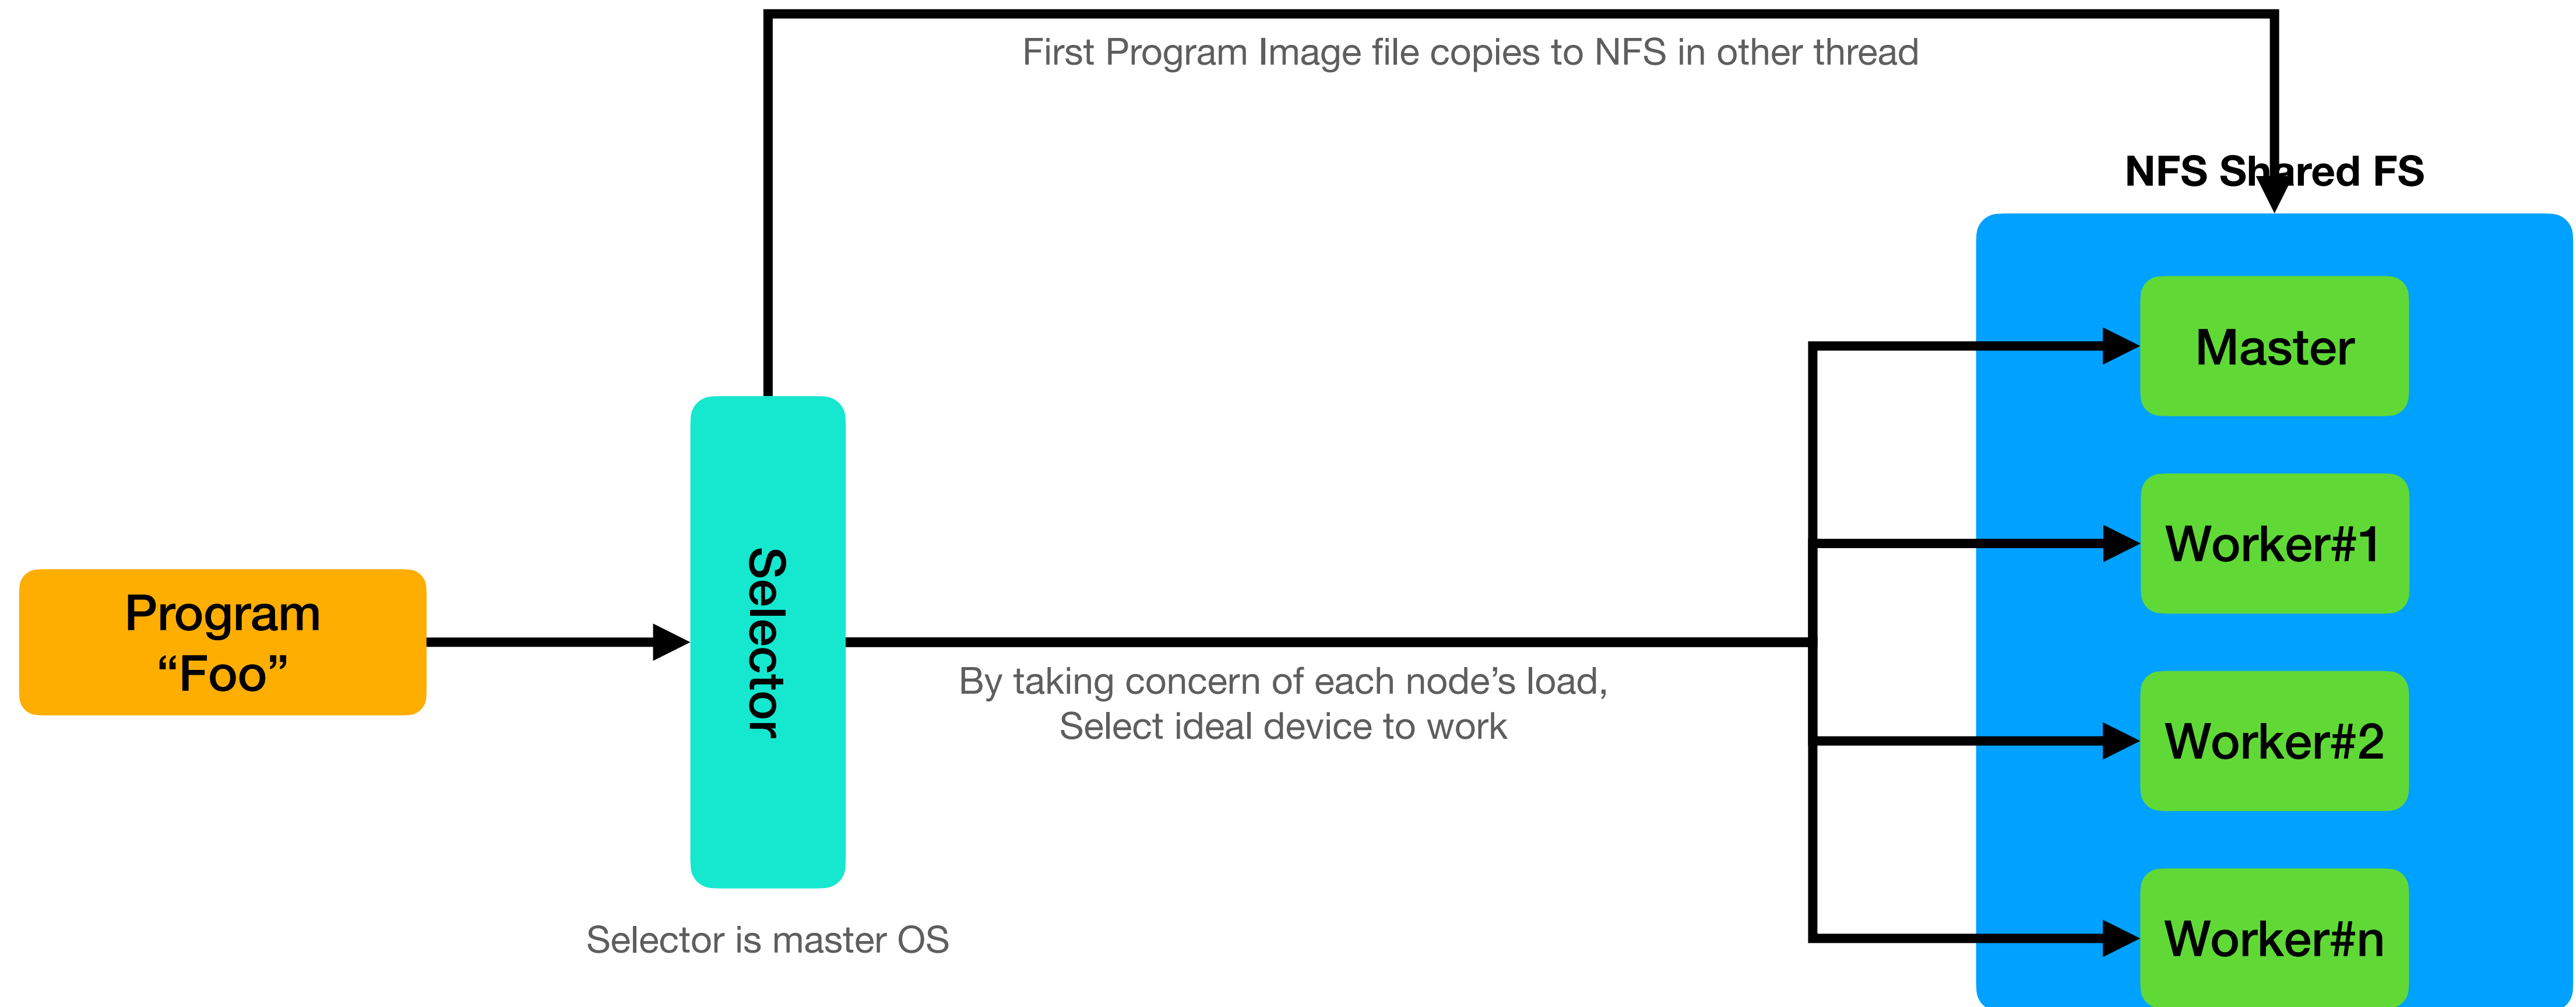 First Program Image file copies to NFS in other thread
NFS Shared FS
Master
Worker#1
Selector
Program
“Foo”
By taking concern of each node’s load,
Select ideal device to work
Worker#2
Selector is master OS
Worker#n